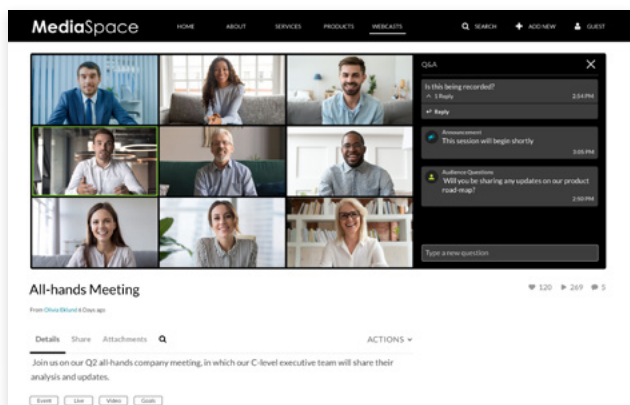 MediaSpace
HOME ABOUT SERVICES PRODUCTS WEBCASTS SEARCH ADD NEW GUEST
Q&A
Is this being recorded?
1 Reply 2:54 PM
Reply
Announcement
This session will begin shortly
3:05 PM
Audience Questions
Will you be sharing any updates on our product
road-map?
2:50 PM
Type a new question
All-hands Meeting
120 269 5
From Olivia Eklund 6 Days ago
Details Share Attachments ACTIONS
Join us on our Q2 all-hands company meeting, in which our C-level executive team will share their
analysis and updates.
Event Live Video Goals